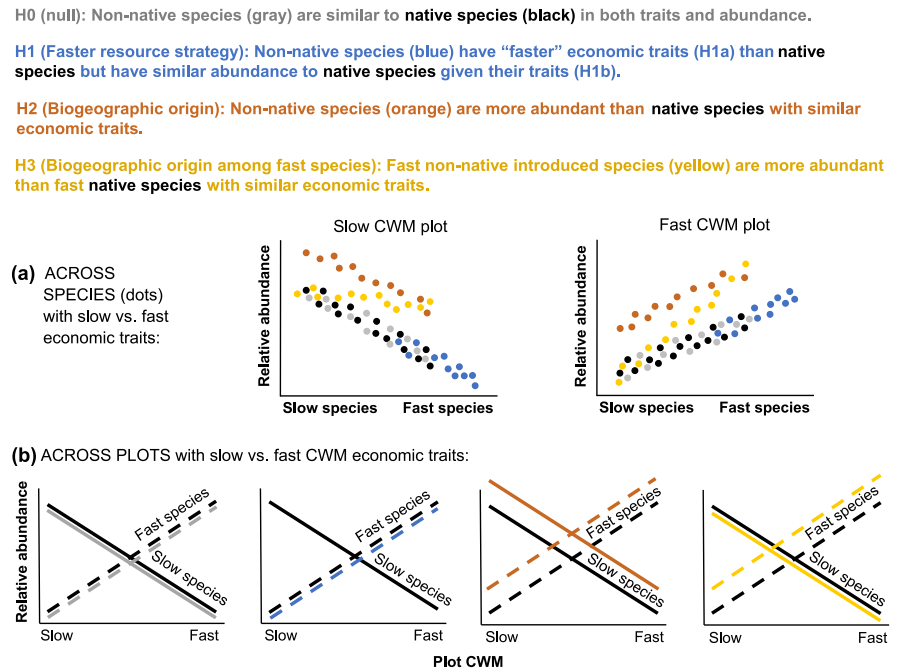 H0 (null): Non-native species (gray) are similar to native species (black) in both traits and abundance.
H1 (Faster resource strategy): Non-native species (blue) have “faster” economic traits (H1a) than native
species but have similar abundance to native species given their traits (H1b).
H2 (Biogeographic origin): Non-native species (orange) are more abundant than native species with similar
economic traits.
H3 (Biogeographic origin among fast species): Fast non-native introduced species (yellow) are more abundant
than fast native species with similar economic traits.
(a) ACROSS
SPECIES (dots)
with slow vs. fast
economic traits:
Slow CWM plot
Relative abundance
Slow species
Fast species
Fast CWM plot
Relative abundance
Slow species
Fast species
(b) ACROSS PLOTS with slow vs. fast CWM economic traits:
Relative abundance
Fast species
Slow species
Slow
Fast
Fast species
Slow species
Slow
Fast
Fast species
Slow species
Slow
Fast
Fast species
Slow species
Slow
Fast
Plot CWM